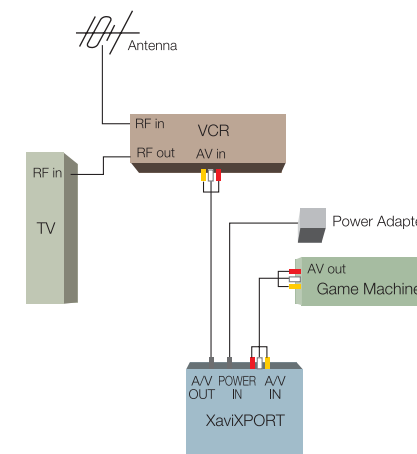 Antenna
RF in
VCR
RF out AV in
RF in
TV
Power Adapte
AV out
Game Machine
A/V OUT
POWER IN
A/V IN
XaviXPORT